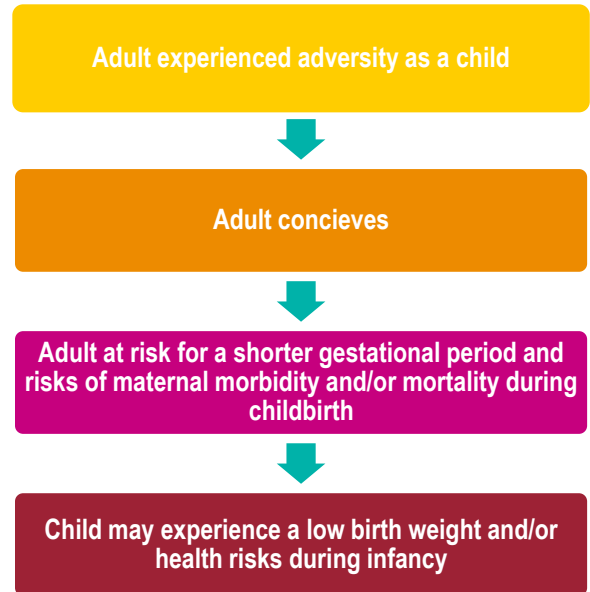 Adult experienced adversity as a child
Adult concieves
Adult at risk for a shorter gestational period and
risks of maternal morbidity and/or mortality during
childbirth
Child may experience a low birth weight and/or
health risks during infancy